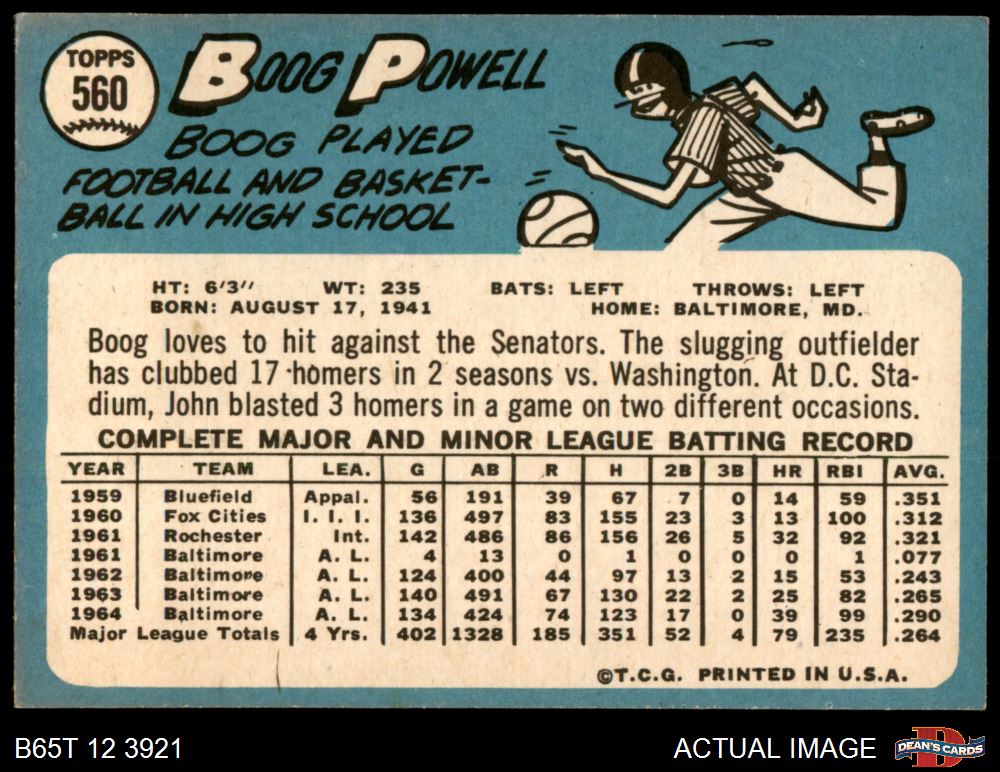 TOPPS
560
BOOG POWELL
BOOG PLAYED
FOOTBALL AND BASKET-
BALL IN HIGH SCHOOL
HT: 6'3" WT: 235 BATS: LEFT THROWS: LEFT
BORN: AUGUST 17, 1941 HOME: BALTIMORE, MD.
Boog loves to hit against the Senators. The slugging outfielder
has clubbed 17 homers in 2 seasons vs. Washington. At D.C. Sta-
dium, John blasted 3 homers in a game on two different occasions.
COMPLETE MAJOR AND MINOR LEAGUE BATTING RECORD
YEAR TEAM LEA. G AB R H 2B 3B HR RBI AVG.
1959 Bluefield Appal. 56 191 39 67 7 0 14 59 .351
1960 Fox Cities I. I. I. 136 497 83 155 23 3 13 100 .312
1961 Rochester Int. 142 486 86 156 26 5 32 92 .321
1961 Baltimore A. L. 4 13 0 1 0 0 0 1 .077
1962 Baltimore A. L. 124 400 44 97 13 2 15 53 .243
1963 Baltimore A. L. 140 491 67 130 22 2 25 82 .265
1964 Baltimore A. L. 134 424 74 123 17 0 39 99 .290
Major League Totals 4 Yrs. 402 1328 185 351 52 4 79 235 .264
©T.C.G. PRINTED IN U.S.A.
B65T 12 3921 ACTUAL IMAGE DEAN'S CARDS